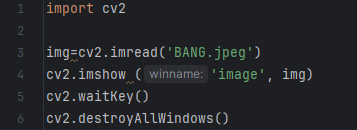 1 import cv2
2
3 img=cv2.imread('BANG.jpeg')
4 cv2.imshow (winname: 'image', img)
5 cv2.waitKey()
6 cv2.destroyAllWindows()